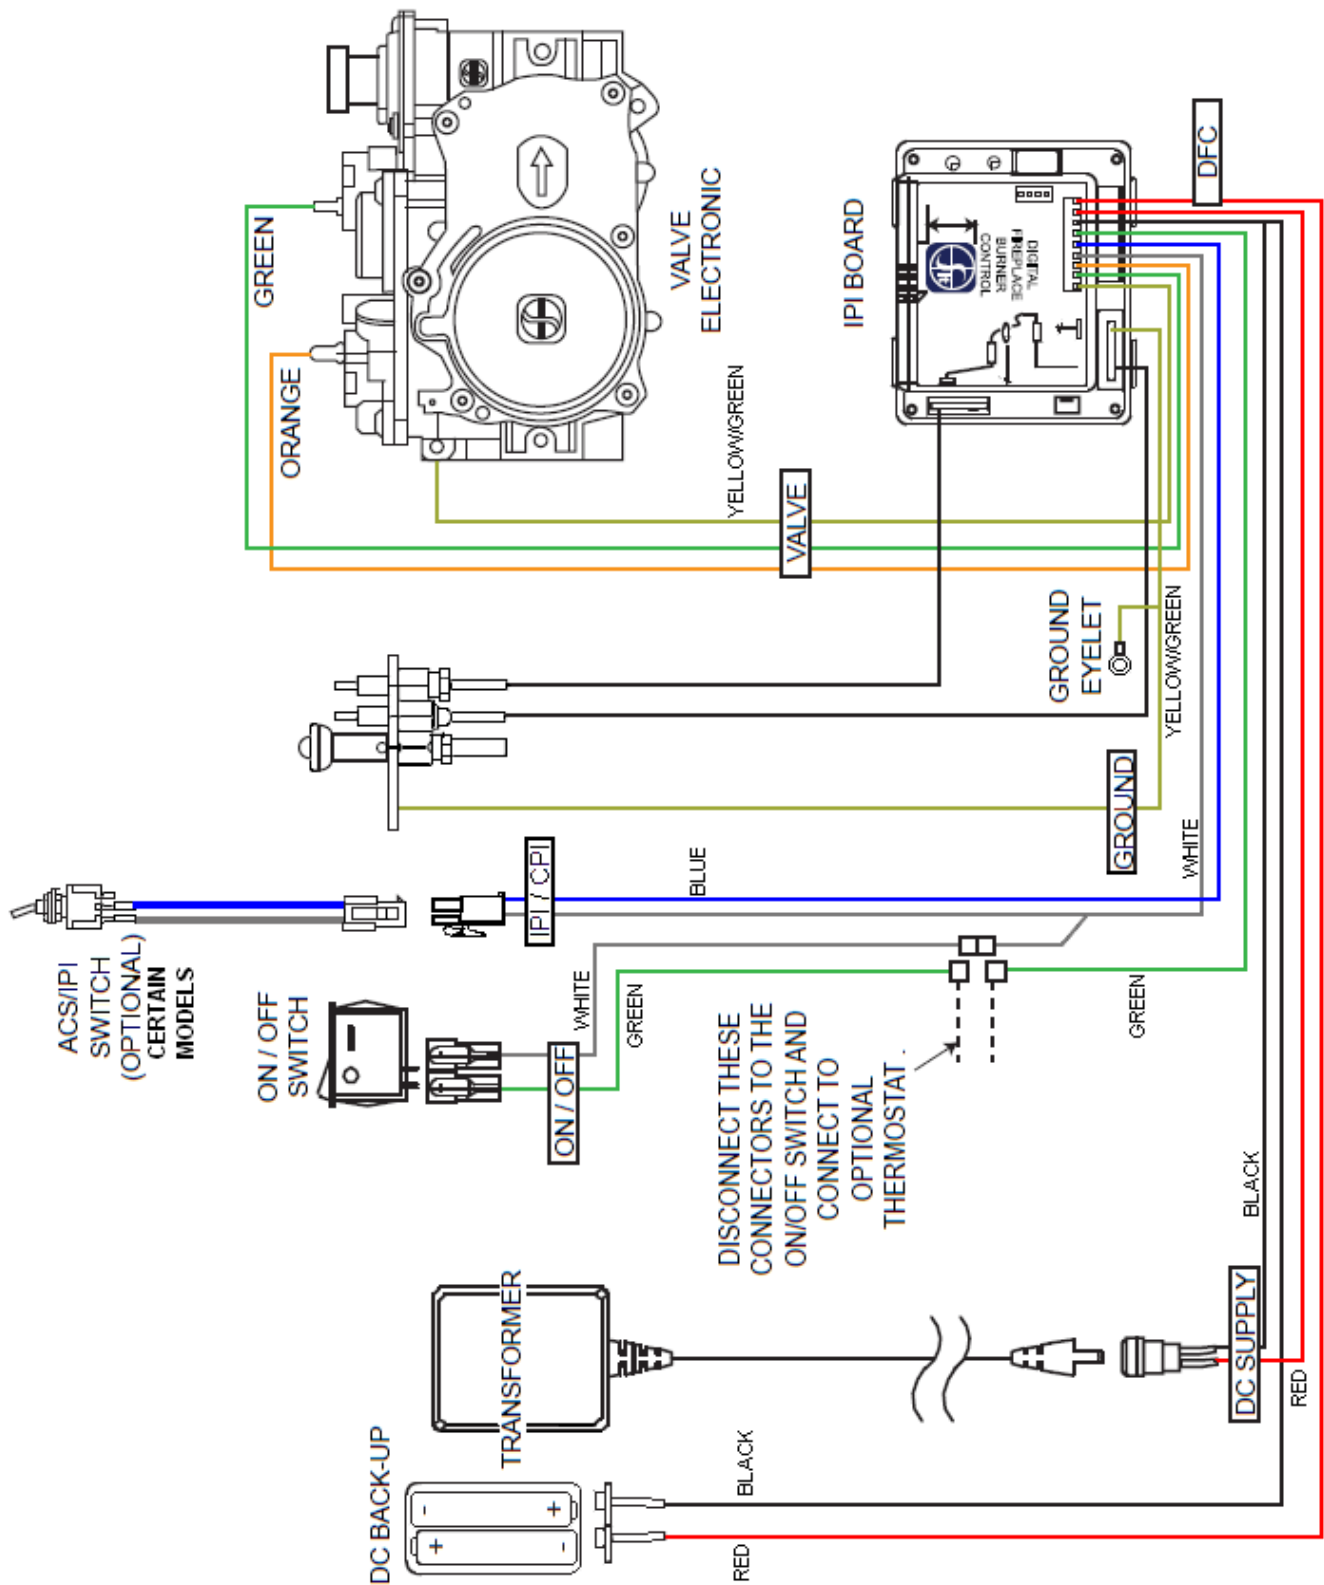 DC BACK-UP
-
+
+
-
RED
BLACK
TRANSFORMER
DC SUPPLY
RED
BLACK
ACS/IPI
SWITCH
(OPTIONAL)
CERTAIN
MODELS
ON / OFF
SWITCH
ON / OFF
WHITE
GREEN
DISCONNECT THESE
CONNECTORS TO THE
ON/OFF SWITCH AND
CONNECT TO
OPTIONAL
THERMOSTAT .
GREEN
IPI / CPI
BLUE
WHITE
GROUND
YELLOW/GREEN
GROUND
EYELET
VALVE
YELLOW/GREEN
ORANGE
GREEN
VALVE
ELECTRONIC
IPI BOARD
DIGITAL
FIREPLACE
BURNER
CONTROL
DFC